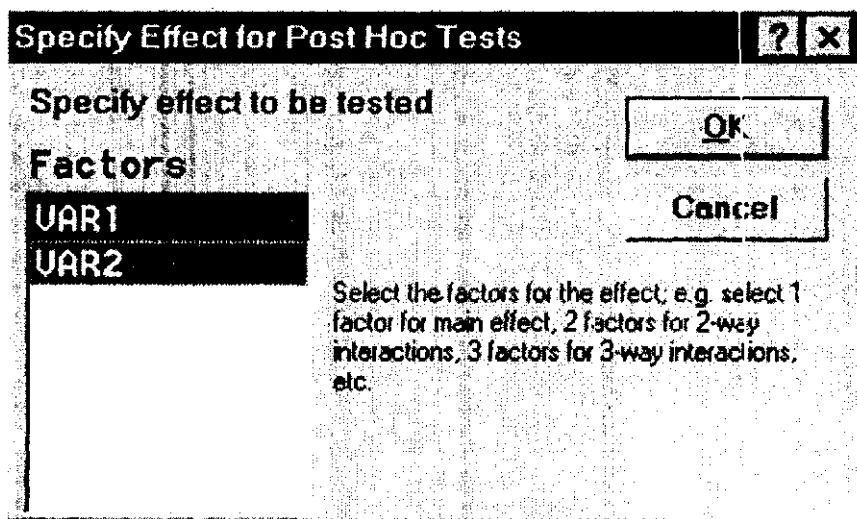 Specify Effect for Post Hoc Tests ? ×
Specify effect to be tested
OK
Factors
VAR1
Cancel
VAR2
Select the factors for the effect; e.g. select 1
factor for main effect, 2 factors for 2-way
interactions, 3 factors for 3-way interactions,
etc.